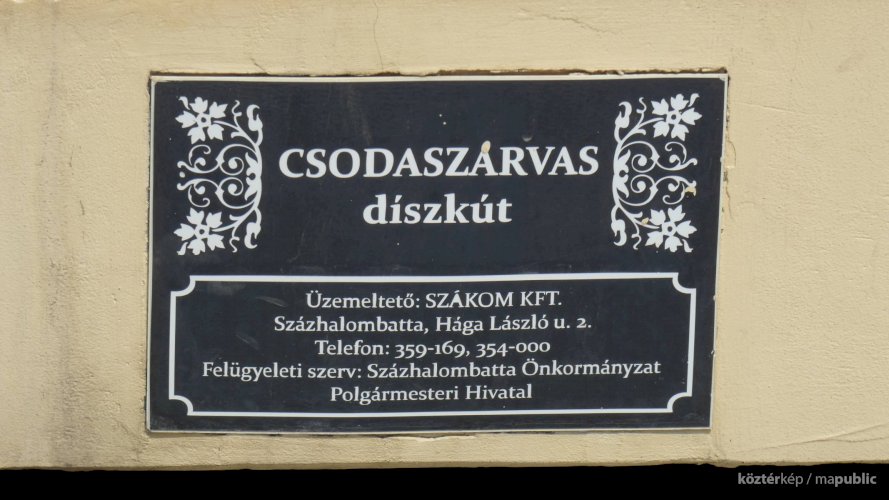 CSODASZARVAS
díszkút
Üzemeltető: SZÁKOM KFT.
Százhalombatta, Hága László u. 2.
Telefon: 359-169, 354-000
Felügyeleti szerv: Százhalombatta Önkormányzat
Polgármesteri Hivatal
köztérkép / mapublic